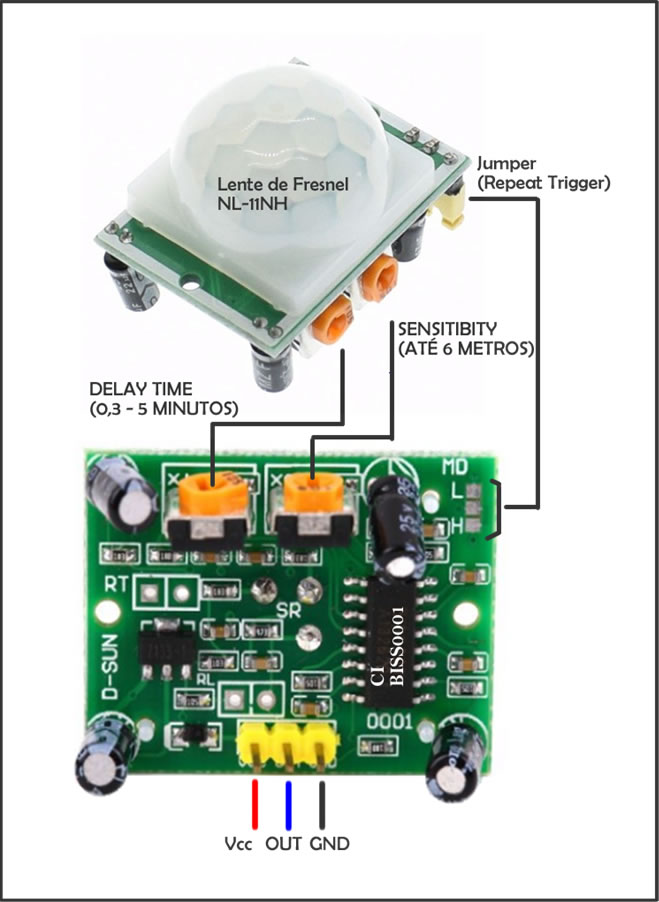 Lente de Fresnel
NL-11NH
Jumper
(Repeat Trigger)
SENSITIBITY
(ATÉ 6 METROS)
DELAY TIME
(0,3 - 5 MINUTOS)
MD
L
H
RT
SR
D-SUN
RL
CI
BISS0001
0001
Vcc OUT GND